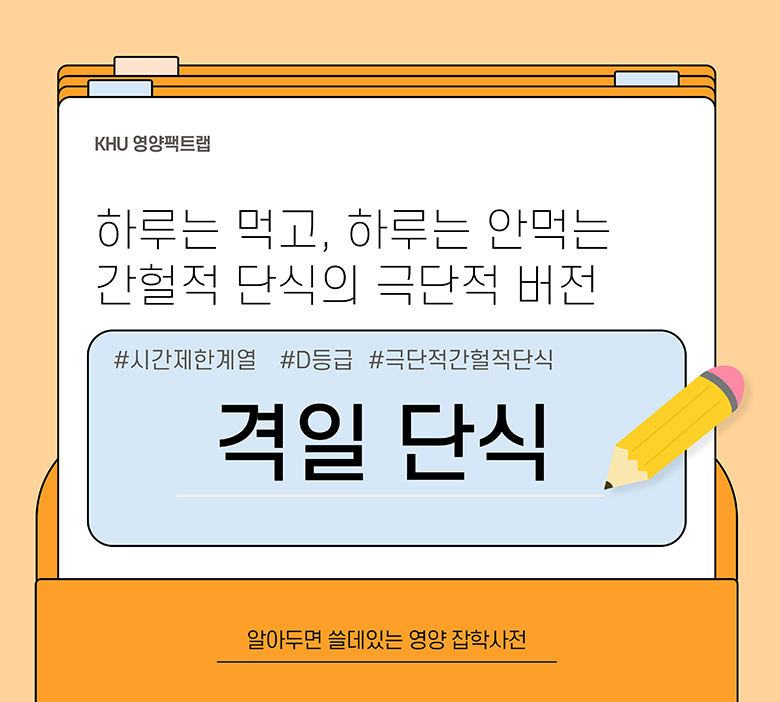 KHU 영양팩트랩
하루는 먹고, 하루는 안먹는
간헐적 단식의 극단적 버전
#시간제한계열 #D등급 #극단적간헐적단식
격일 단식
알아두면 쓸데있는 영양 잡학사전